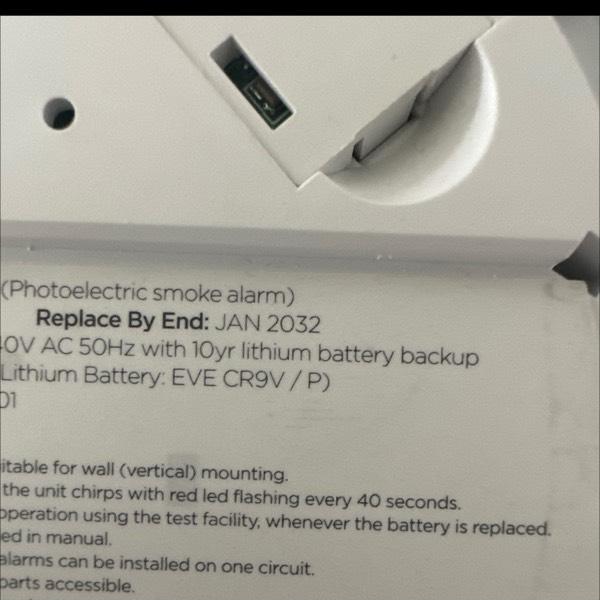 (Photoelectric smoke alarm)
Replace By End: JAN 2032
0V AC 50Hz with 10yr lithium battery backup
Lithium Battery: EVE CR9V / P)
01
itable for wall (vertical) mounting.
the unit chirps with red led flashing every 40 seconds.
operation using the test facility, whenever the battery is replaced.
ed in manual.
alarms can be installed on one circuit.
parts accessible.